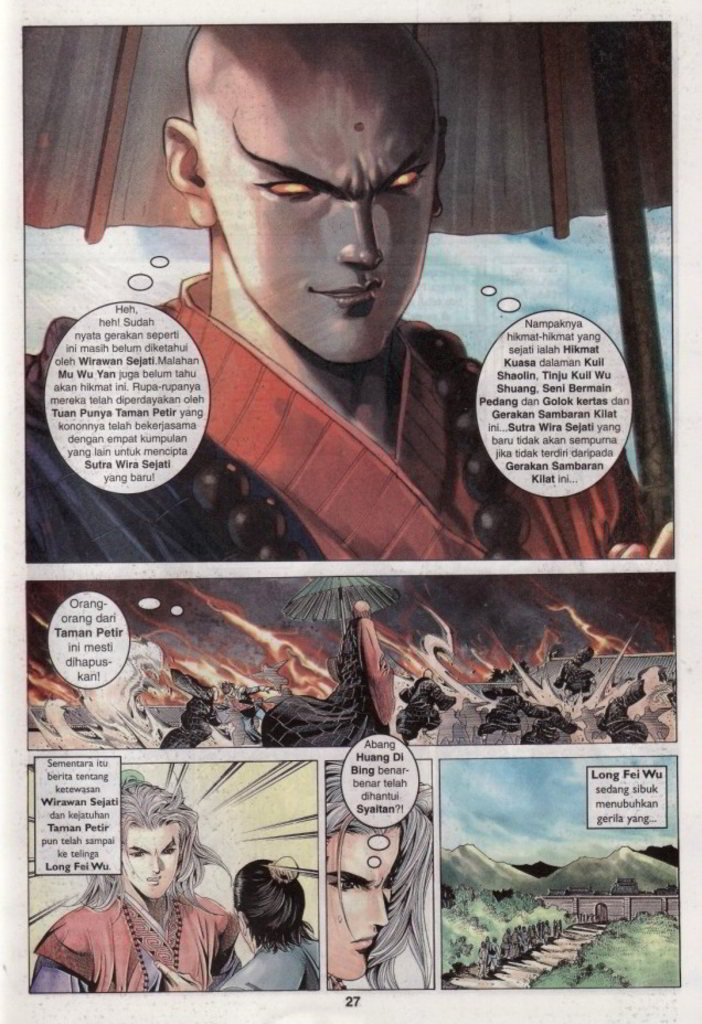 Heh,
heh! Sudah
nyata gerakan seperti
ini masih belum diketahui
oleh Wirawan Sejati.Malahan
Mu Wu Yan juga belum tahu
akan hikmat ini. Rupa-rupanya
mereka telah diperdayakan oleh
Tuan Punya Taman Petir yang
kononnya telah bekerjasama
dengan empat kumpulan
yang lain untuk mencipta
Sutra Wira Sejati
yang baru!
Nampaknya
hikmat-hikmat yang
sejati ialah Hikmat
Kuasa dalaman Kuil
Shaolin, Tinju Kuil Wu
Shuang, Seni Bermain
Pedang dan Golok kertas dan
Gerakan Sambaran Kilat
ini...Sutra Wira Sejati yang
baru tidak akan sempurna
jika tidak terdiri daripada
Gerakan Sambaran
Kilat ini...
Orang-
orang dari
Taman Petir
ini mesti
dihapus-
kan!
Sementara itu
berita tentang
ketewasan
Wirawan Sejati
dan kejatuhan
Taman Petir
pun telah sampai
ke telinga
Long Fei Wu.
Abang
Huang Di
Bing benar-
benar telah
dihantui
Syaitan?!
Long Fei Wu
sedang sibuk
menubuhkan
gerila yang...
27